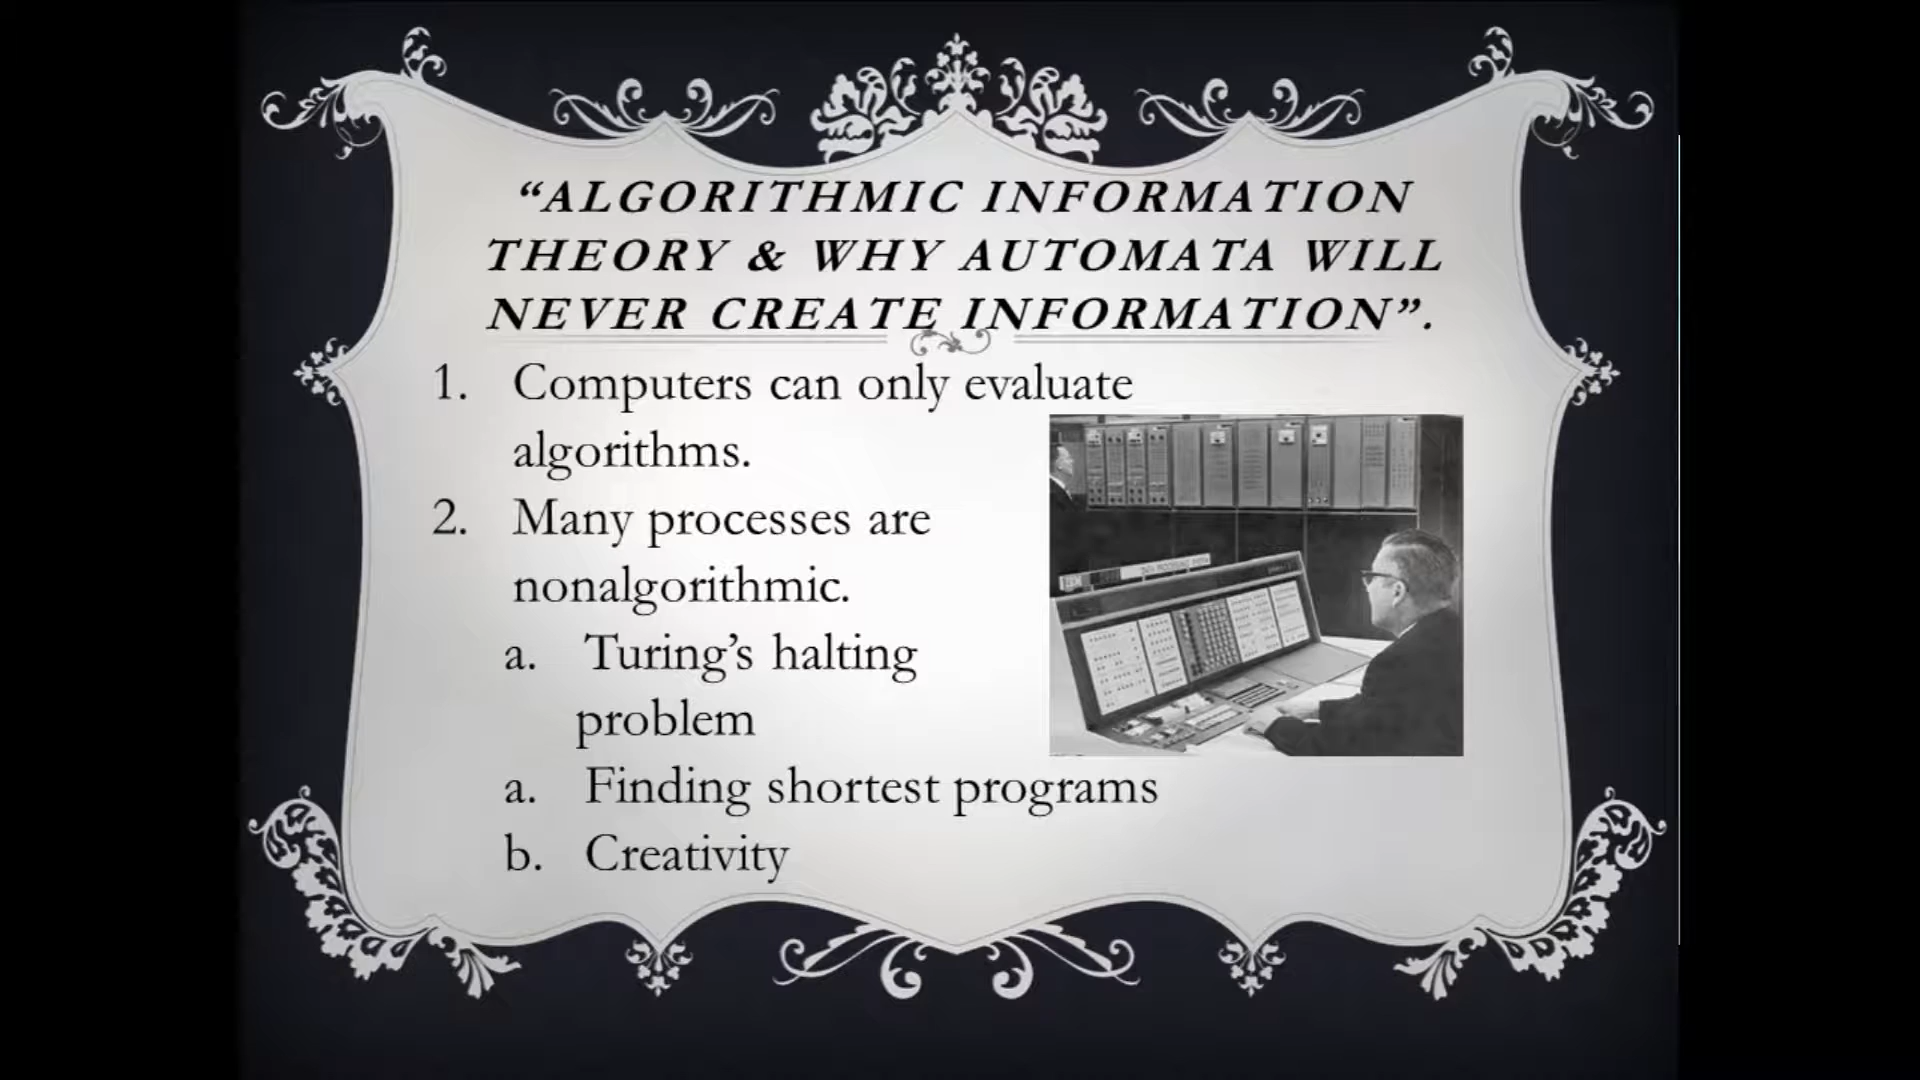 “ALGORITHMIC INFORMATION
THEORY & WHY AUTOMATA WILL
NEVER CREATE INFORMATION”.
1. Computers can only evaluate
algorithms.
2. Many processes are
nonalgorithmic.
a. Turing’s halting
problem
a. Finding shortest programs
b. Creativity